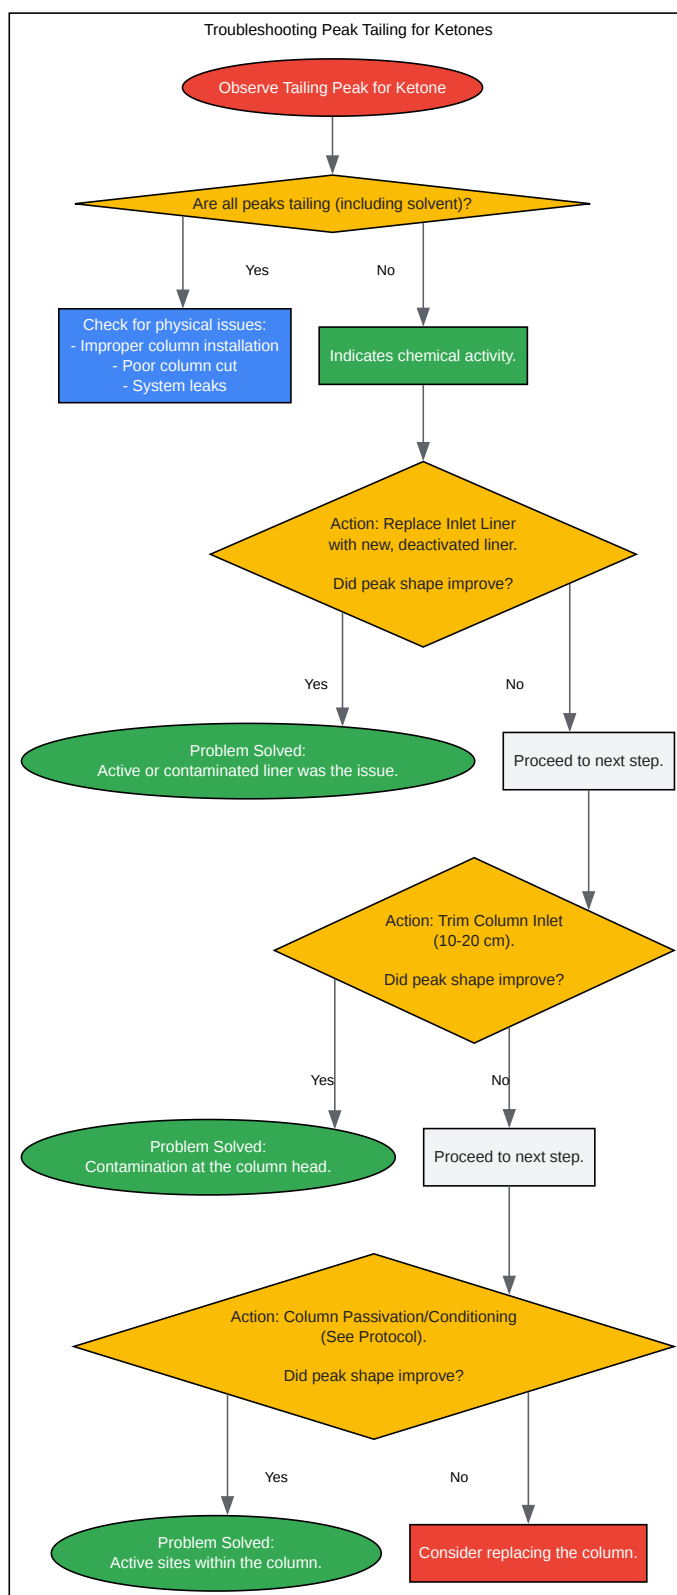 Troubleshooting Peak Tailing for Ketones
Observe Tailing Peak for Ketone
Are all peaks tailing (including solvent)?
Yes
No
Check for physical issues:
- Improper column installation
- Poor column cut
- System leaks
Indicates chemical activity.
Action: Replace Inlet Liner
with new, deactivated liner.
Did peak shape improve?
Yes
No
Problem Solved:
Active or contaminated liner was the issue.
Proceed to next step.
Action: Trim Column Inlet
(10-20 cm).
Did peak shape improve?
Yes
No
Problem Solved:
Contamination at the column head.
Proceed to next step.
Action: Column Passivation/Conditioning
(See Protocol).
Did peak shape improve?
Yes
No
Problem Solved:
Active sites within the column.
Consider replacing the column.